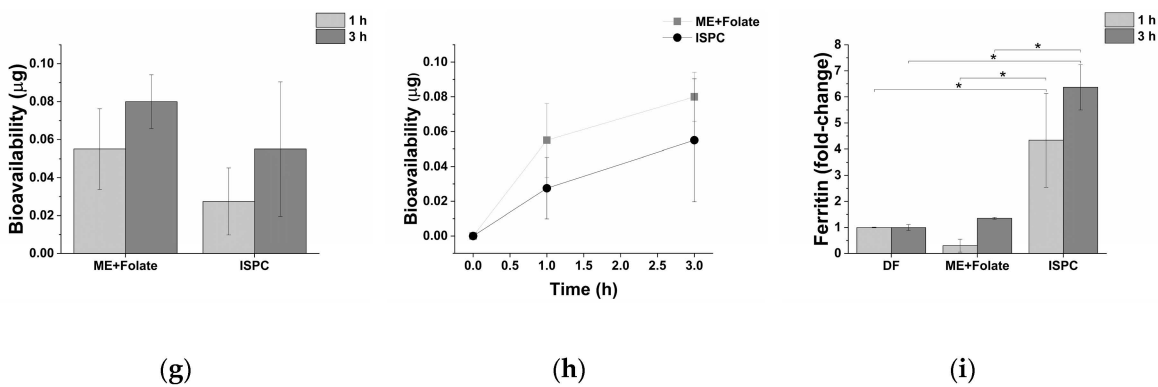 1 h
3 h
Bioavailability (μg)
0.10
0.08
0.06
0.04
0.02
0.00
ME+Folate
ISPC
(g)
ME+Folate
ISPC
Bioavailability (μg)
0.10
0.08
0.06
0.04
0.02
0.00
0.0
0.5
1.0
1.5
2.0
2.5
3.0
Time (h)
(h)
1 h
3 h
Ferritin (fold-change)
8
7
6
5
4
3
2
1
0
*
*
*
*
DF
ME+Folate
ISPC
(i)